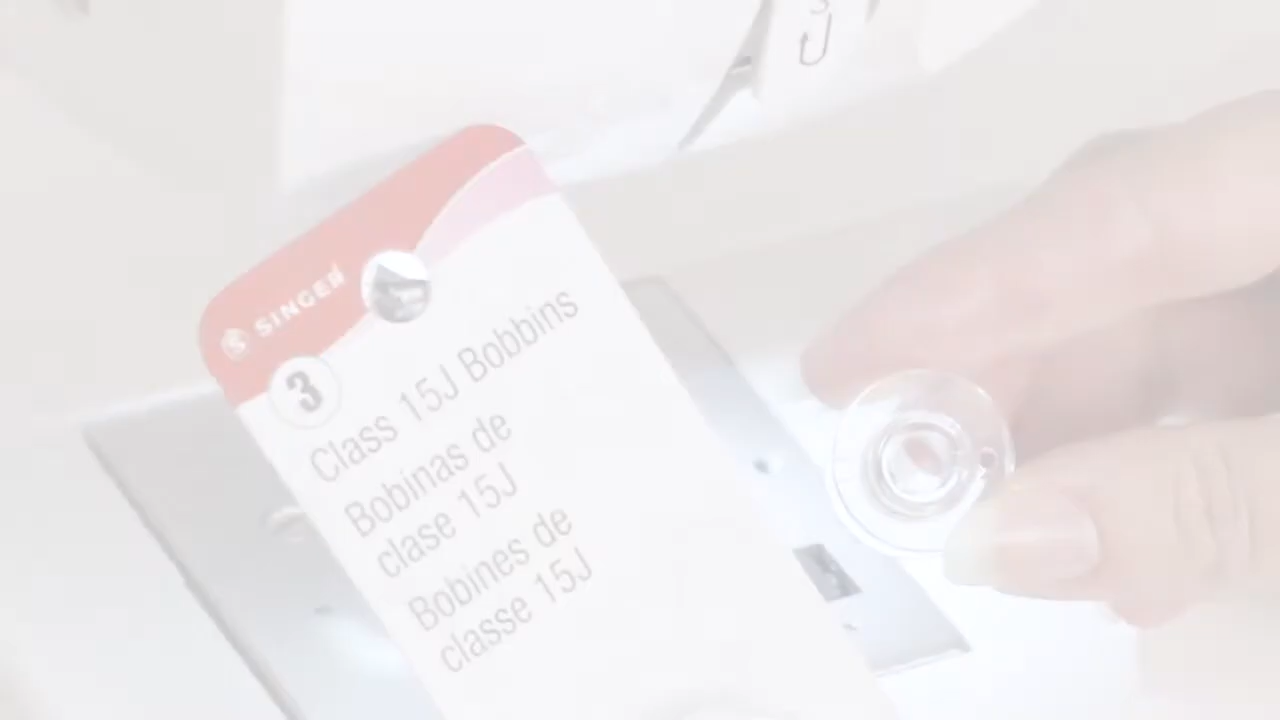 SINGER
3
Class 15J Bobbins
Bobinas de
clase 15J
Bobines de
classe 15J